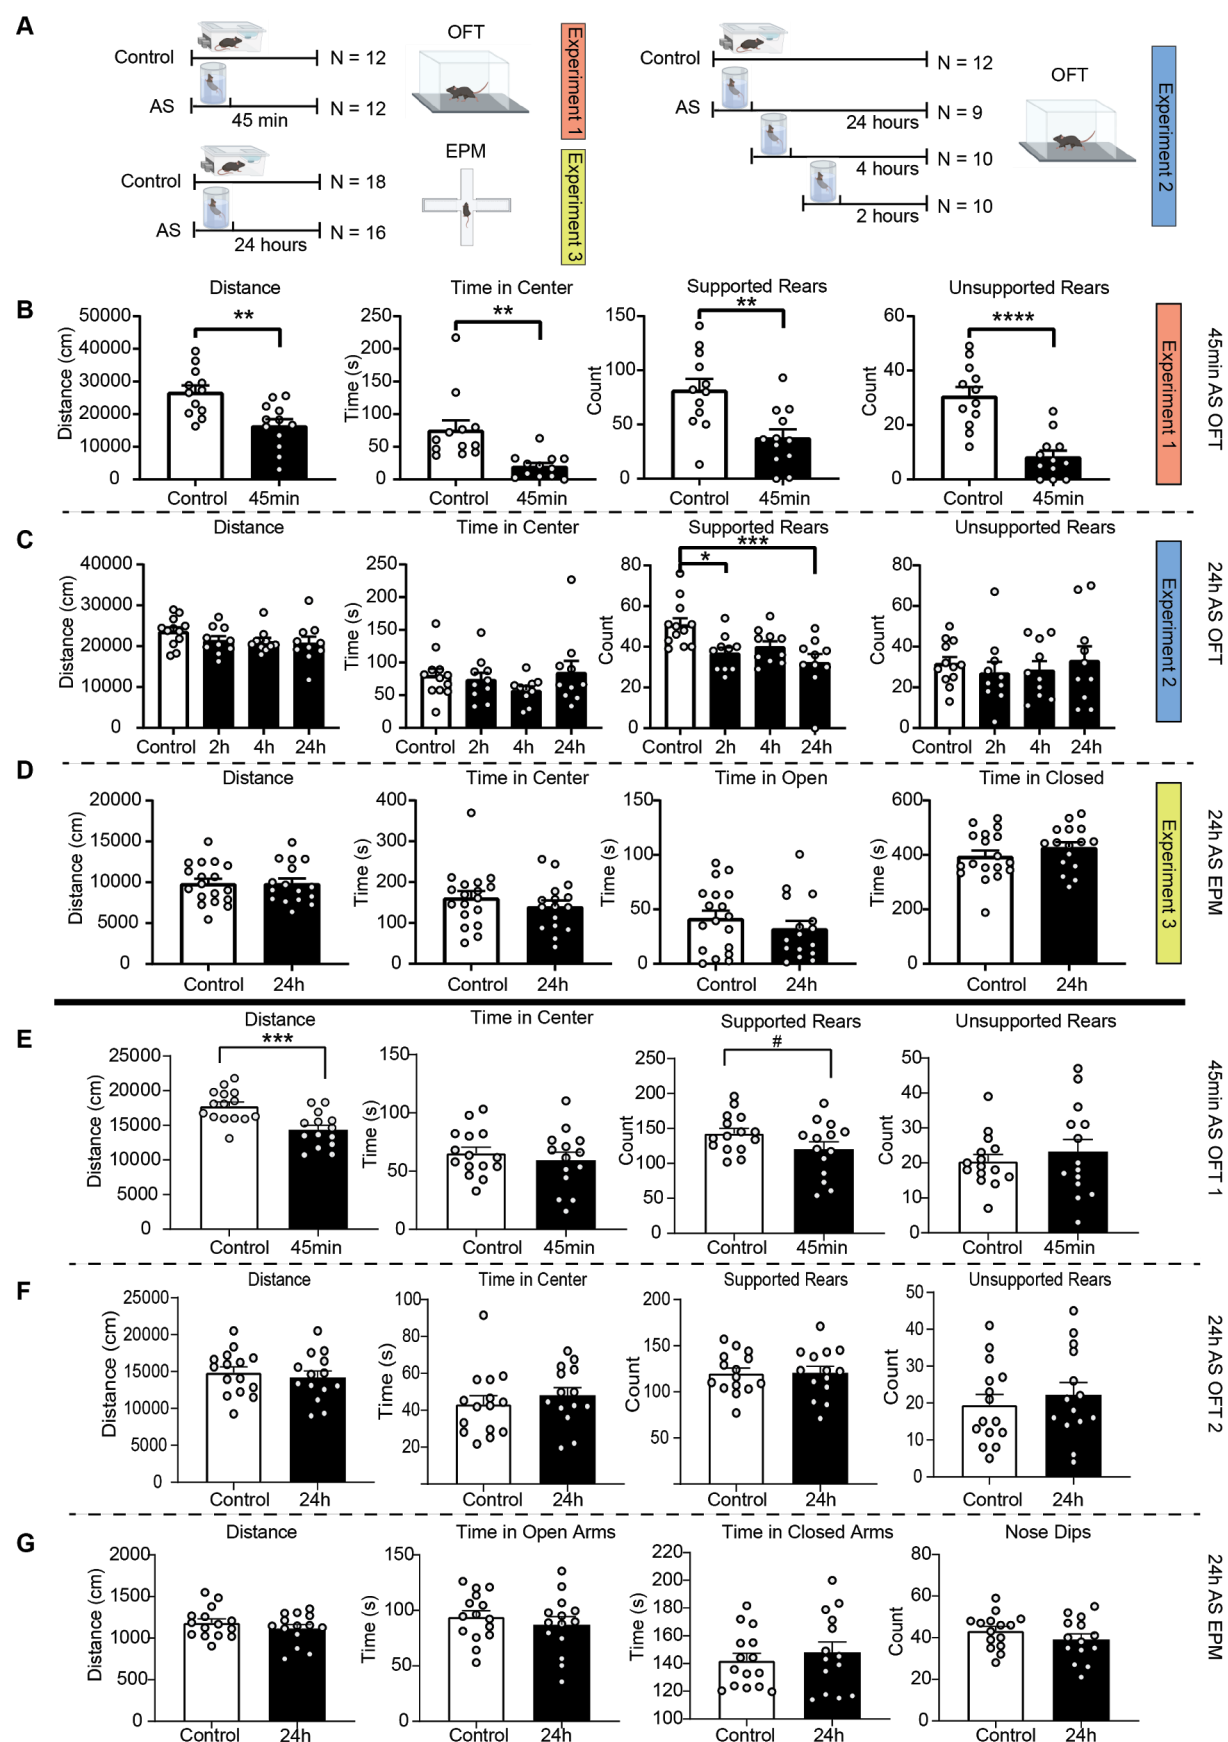 A
Control
N = 12
OFT
AS
45 min
N = 12
Experiment 1
Control
N = 18
EPM
AS
24 hours
N = 16
Experiment 3
Control
N = 12
OFT
AS
24 hours
N = 9
4 hours
N = 10
2 hours
N = 10
Experiment 2
B
Distance
Time in Center
Supported Rears
Unsupported Rears
**
**
**
****
Distance (cm)
50000
40000
30000
20000
10000
0
Control 45min
Time (s)
250
200
150
100
50
0
Control 45min
Count
150
100
50
0
Control 45min
Count
60
40
20
0
Control 45min
Experiment 1
45min AS OFT
C
Distance
Time in Center
Supported Rears
Unsupported Rears
***
*
Distance (cm)
40000
30000
20000
10000
0
Control 2h 4h 24h
Time (s)
250
200
150
100
50
0
Control 2h 4h 24h
Count
80
60
40
20
0
Control 2h 4h 24h
Count
80
60
40
20
0
Control 2h 4h 24h
Experiment 2
24h AS OFT
D
Distance
Time in Center
Time in Open
Time in Closed
Distance (cm)
20000
15000
10000
5000
0
Control 24h
Time (s)
400
300
200
100
0
Control 24h
Time (s)
150
100
50
0
Control 24h
Time (s)
600
400
200
0
Control 24h
Experiment 3
24h AS EPM
E
Distance
Time in Center
Supported Rears
Unsupported Rears
***
#
Distance (cm)
25000
20000
15000
10000
5000
0
Control 45min
Time (s)
150
100
50
0
Control 45min
Count
250
200
150
100
50
0
Control 45min
Count
50
40
30
20
10
0
Control 45min
45min AS OFT 1
F
Distance
Time in Center
Supported Rears
Unsupported Rears
Distance (cm)
25000
20000
15000
10000
5000
0
Control 24h
Time (s)
100
80
60
40
20
Control 24h
Count
200
150
100
50
Control 24h
Count
50
40
30
20
10
0
Control 24h
24h AS OFT 2
G
Distance
Time in Open Arms
Time in Closed Arms
Nose Dips
Distance (cm)
2000
1500
1000
500
0
Control 24h
Time (s)
150
100
50
0
Control 24h
Time (s)
220
200
180
160
140
120
100
Control 24h
Count
80
60
40
20
0
Control 24h
24h AS EPM